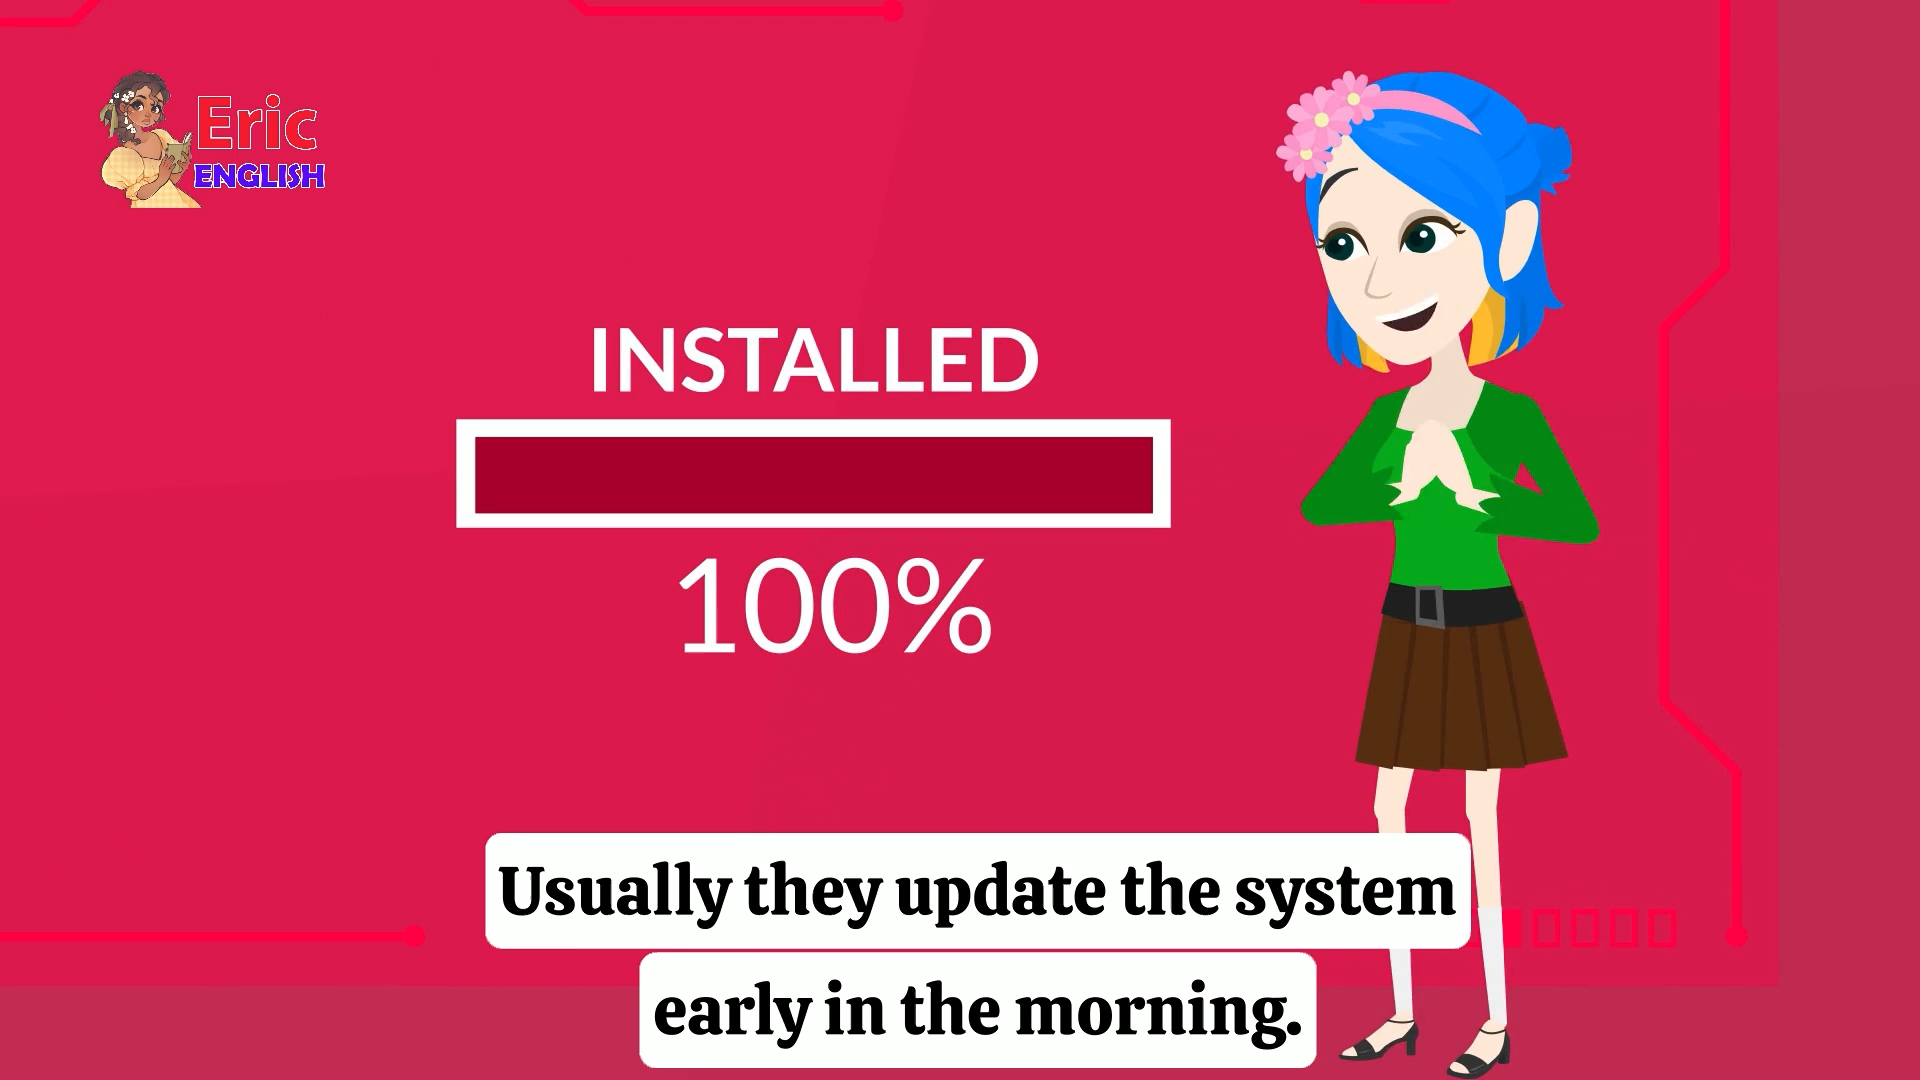 Eric
ENGLISH
INSTALLED
100%
Usually they update the system
early in the morning.